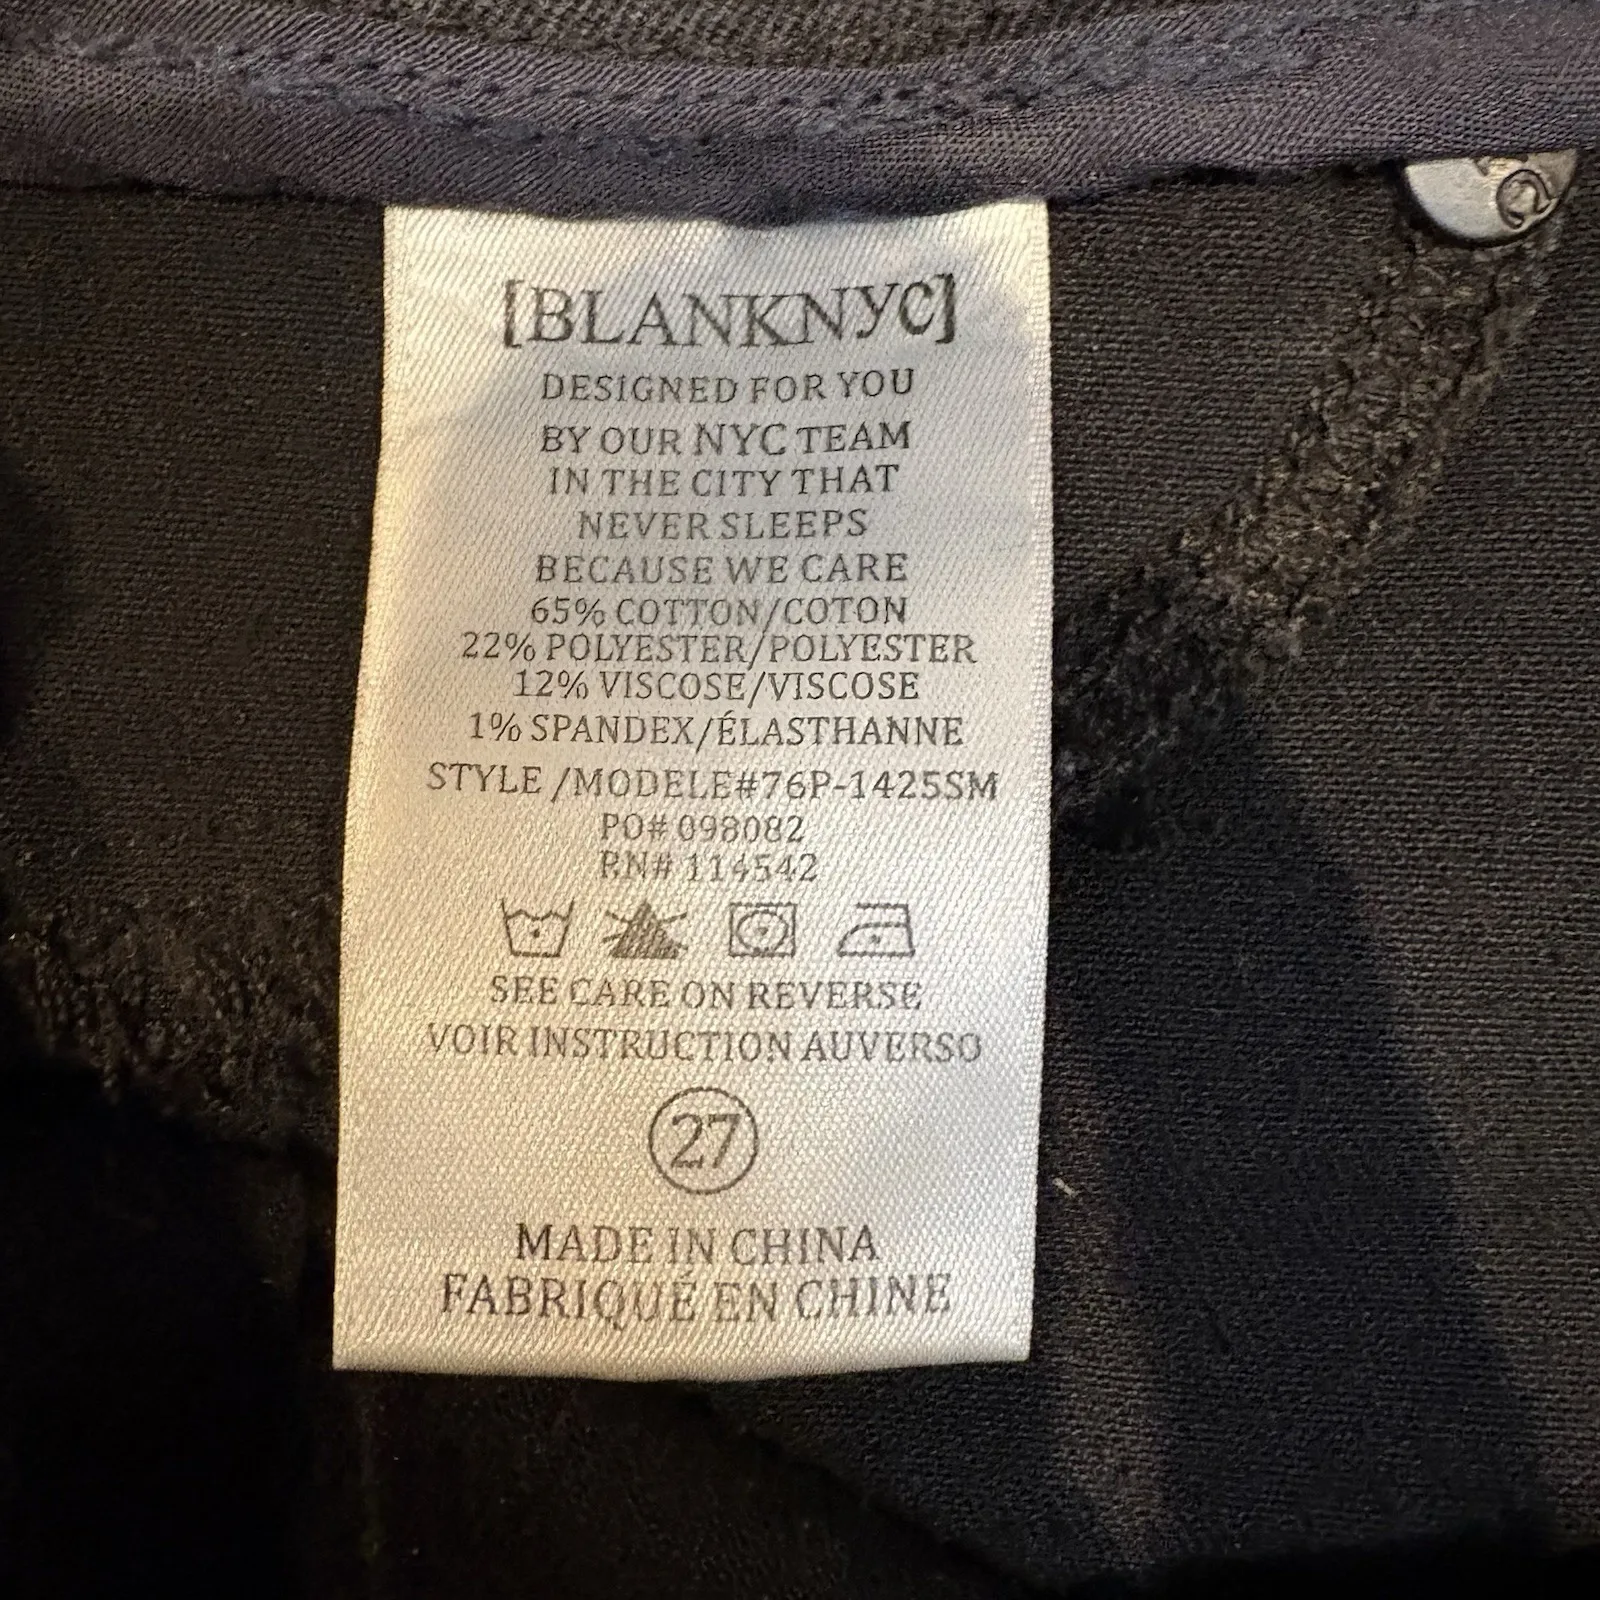 [BLANKNYC]
DESIGNED FOR YOU
BY OUR NYC TEAM
IN THE CITY THAT
NEVER SLEEPS
BECAUSE WE CARE
65% COTTON/COTON
22% POLYESTER/POLYESTER
12% VISCOSE/VISCOSE
1% SPANDEX/ÉLASTHANNE
STYLE /MODELE#76P-1425SM
PO# 098082
RN# 114542
SEE CARE ON REVERSE
VOIR INSTRUCTION AUVERSO
27
MADE IN CHINA
FABRIQUÉ EN CHINE